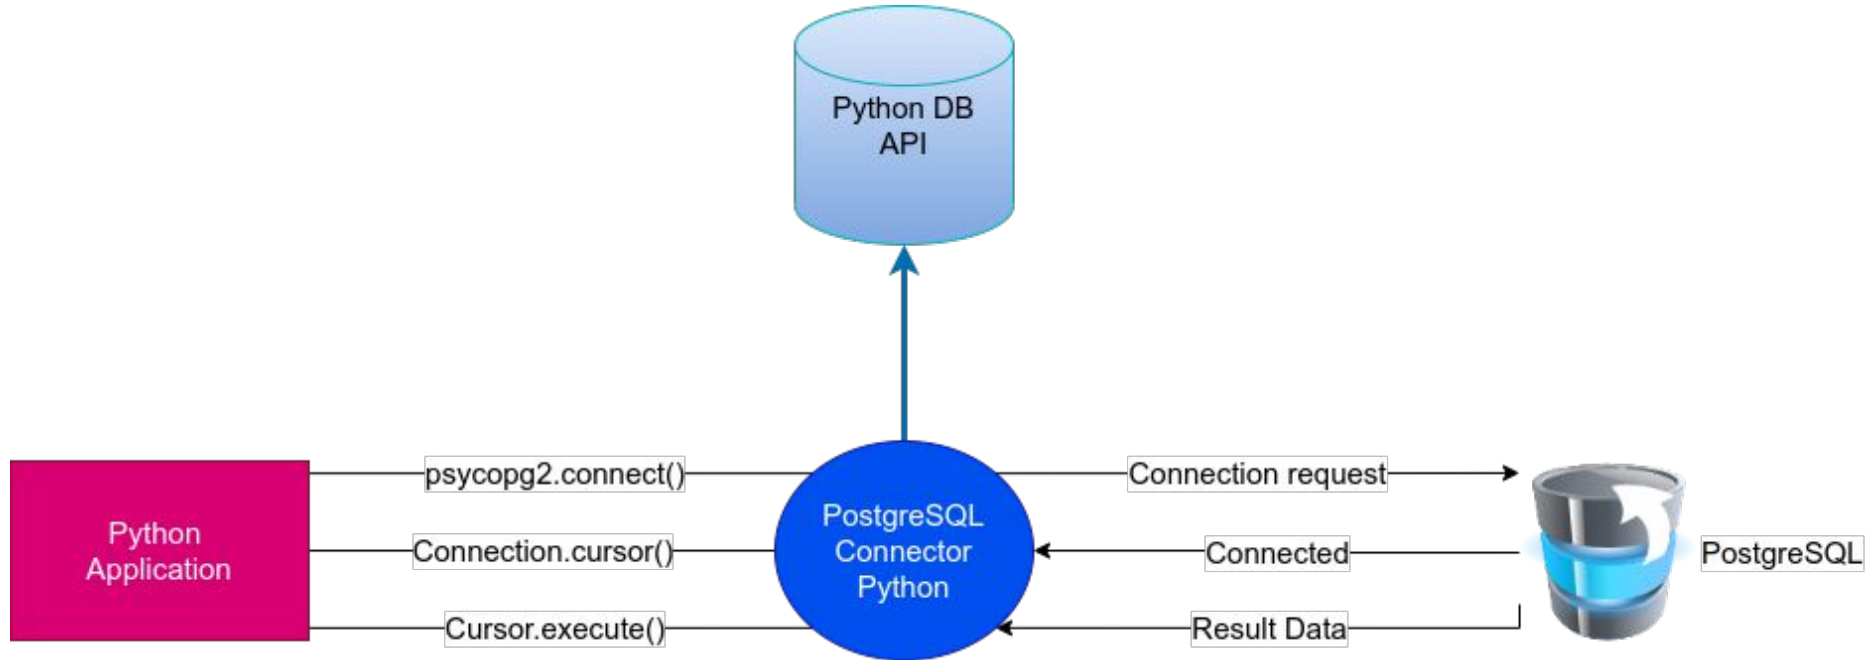 Python DB
API
psycopg2.connect()
Connection request
Python
Application
Connection.cursor()
PostgreSQL
Connector
Python
Connected
PostgreSQL
Cursor.execute()
Result Data